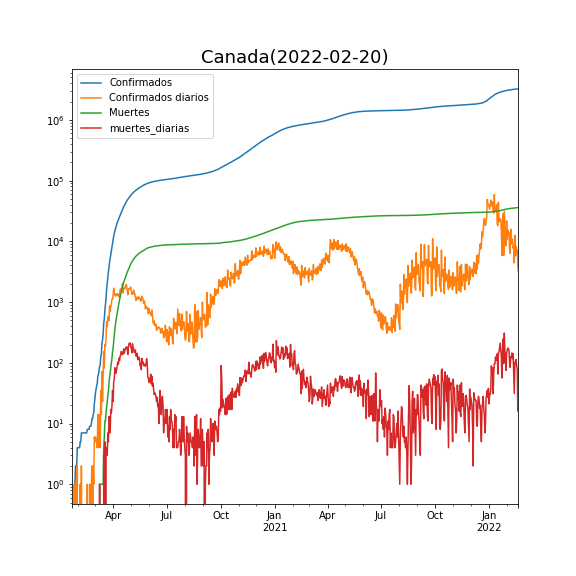 Canada(2022-02-20)
Confirmados
Confirmados diarios
Muertes
muertes_diarias
10⁶
10⁵
10⁴
10³
10²
10¹
10⁰
Apr Jul Oct Jan Apr Jul Oct Jan
2021 2022